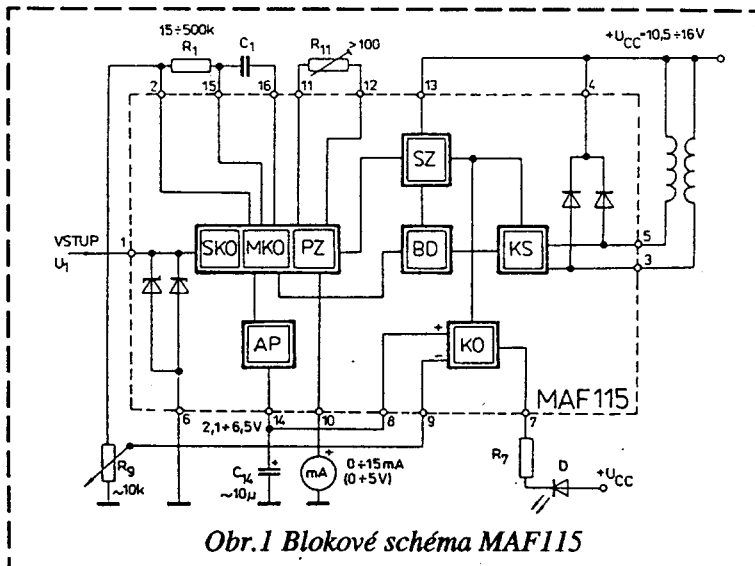 15÷500k
R1
C1
R11
>100
+UCC=10,5÷16V
2
15
16
11
12
13
4
SZ
VSTUP
U1
1
SKO
MKO
PZ
BD
KS
5
3
AP
+
−
KO
MAF115
6
2,1÷6,5V
14
10
8
9
7
R9
~10k
C14
~10µ
+
mA
+
0÷15mA
(0÷5V)
R7
D
+UCC
Obr.1 Blokové schéma MAF115